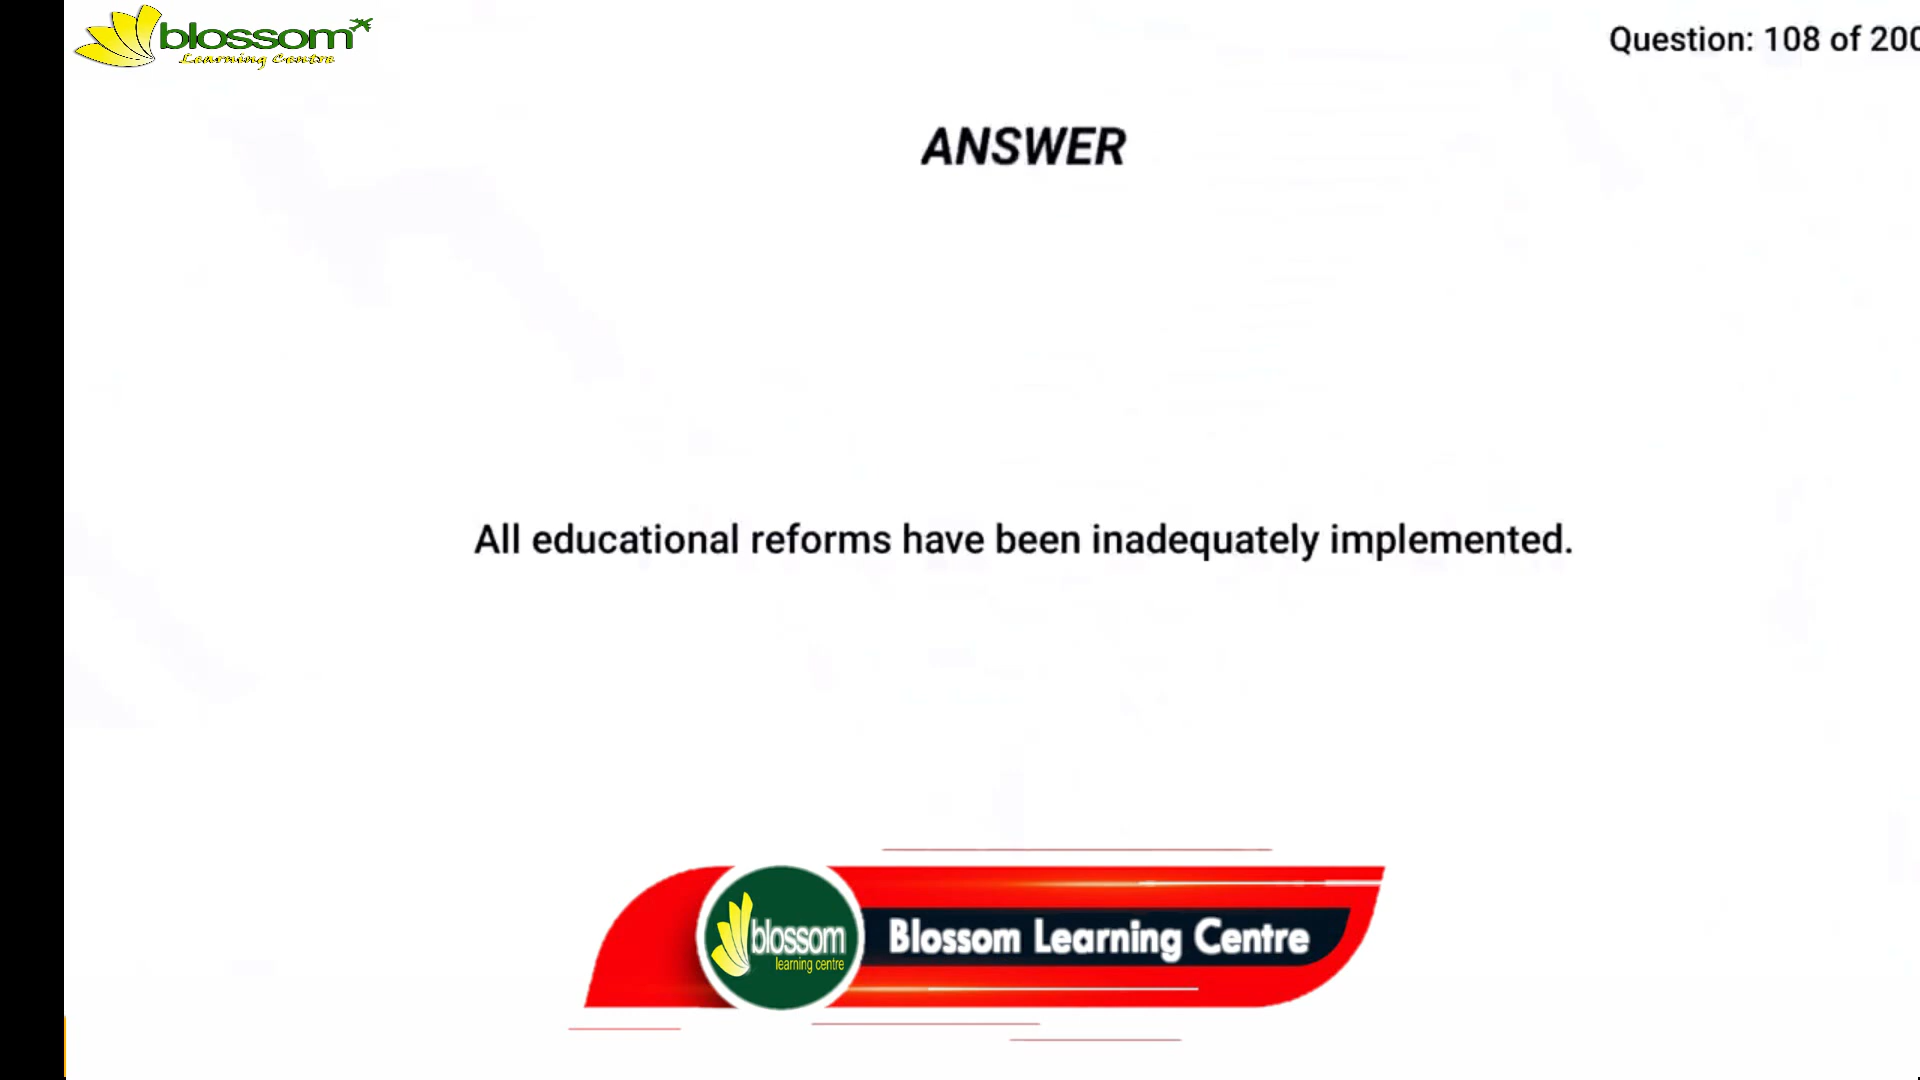 blossom
Learning Centre
Question: 108 of 200
ANSWER
All educational reforms have been inadequately implemented.
blossom
learning centre
Blossom Learning Centre